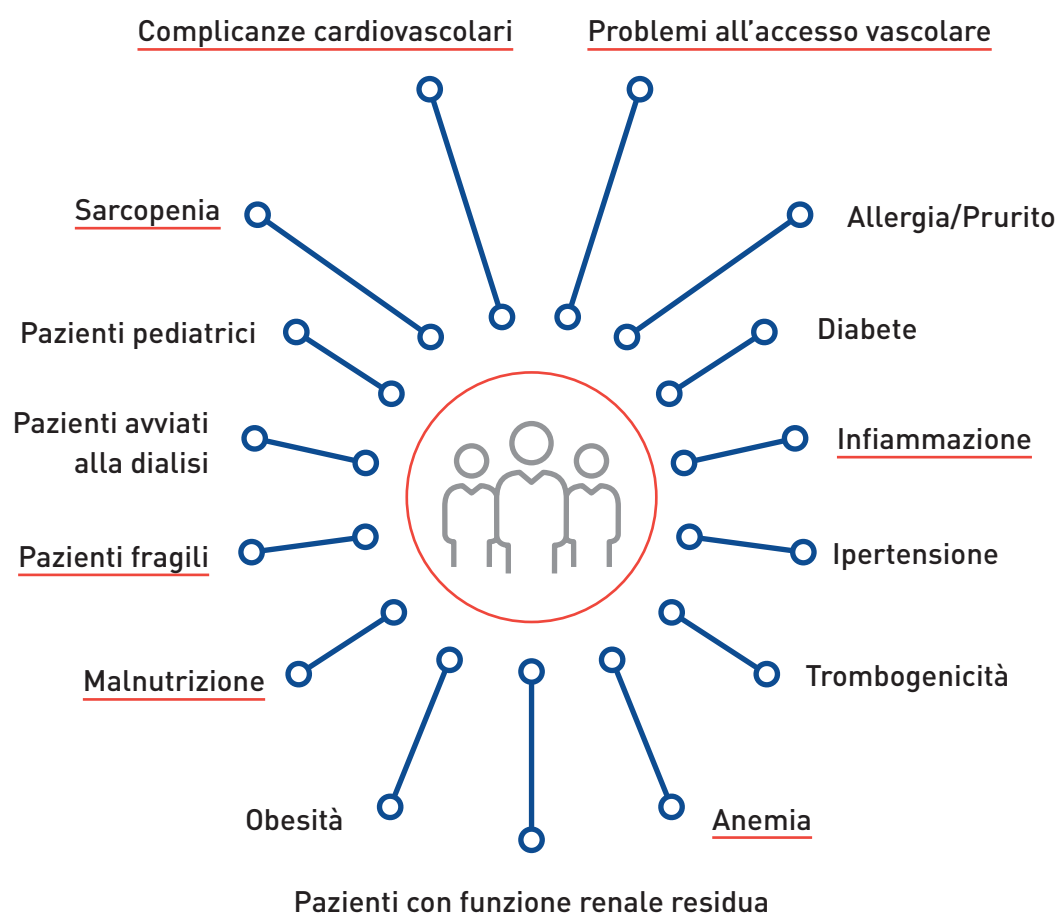 Complicanze cardiovascolari
Problemi all’accesso vascolare
Sarcopenia
Allergia/Prurito
Pazienti pediatrici
Diabete
Pazienti avviati
alla dialisi
Infiammazione
Pazienti fragili
Ipertensione
Malnutrizione
Trombogenicità
Obesità
Anemia
Pazienti con funzione renale residua